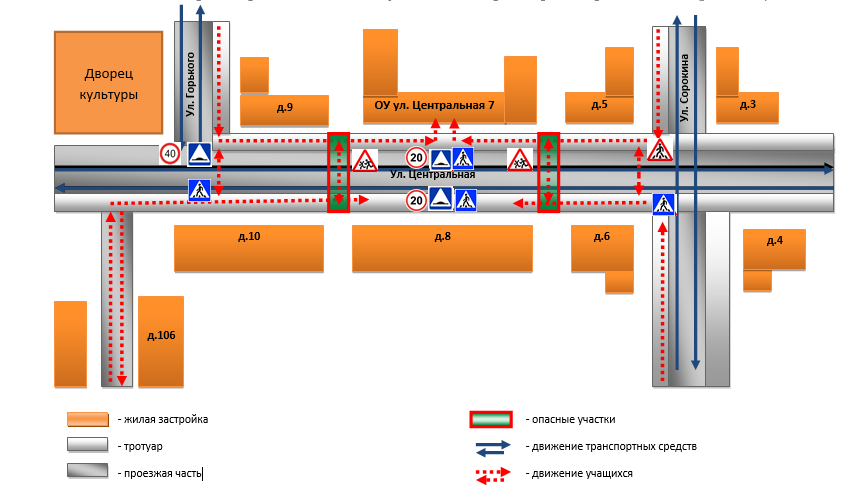 Дворец
культуры
Ул. Горького
д.9
ОУ ул. Центральная 7
д.5
Ул. Сорокина
д.3
40
20
Ул. Центральная
20
д.10
д.8
д.6
д.4
д.106
- жилая застройка
- тротуар
- проезжая часть
- опасные участки
- движение транспортных средств
- движение учащихся